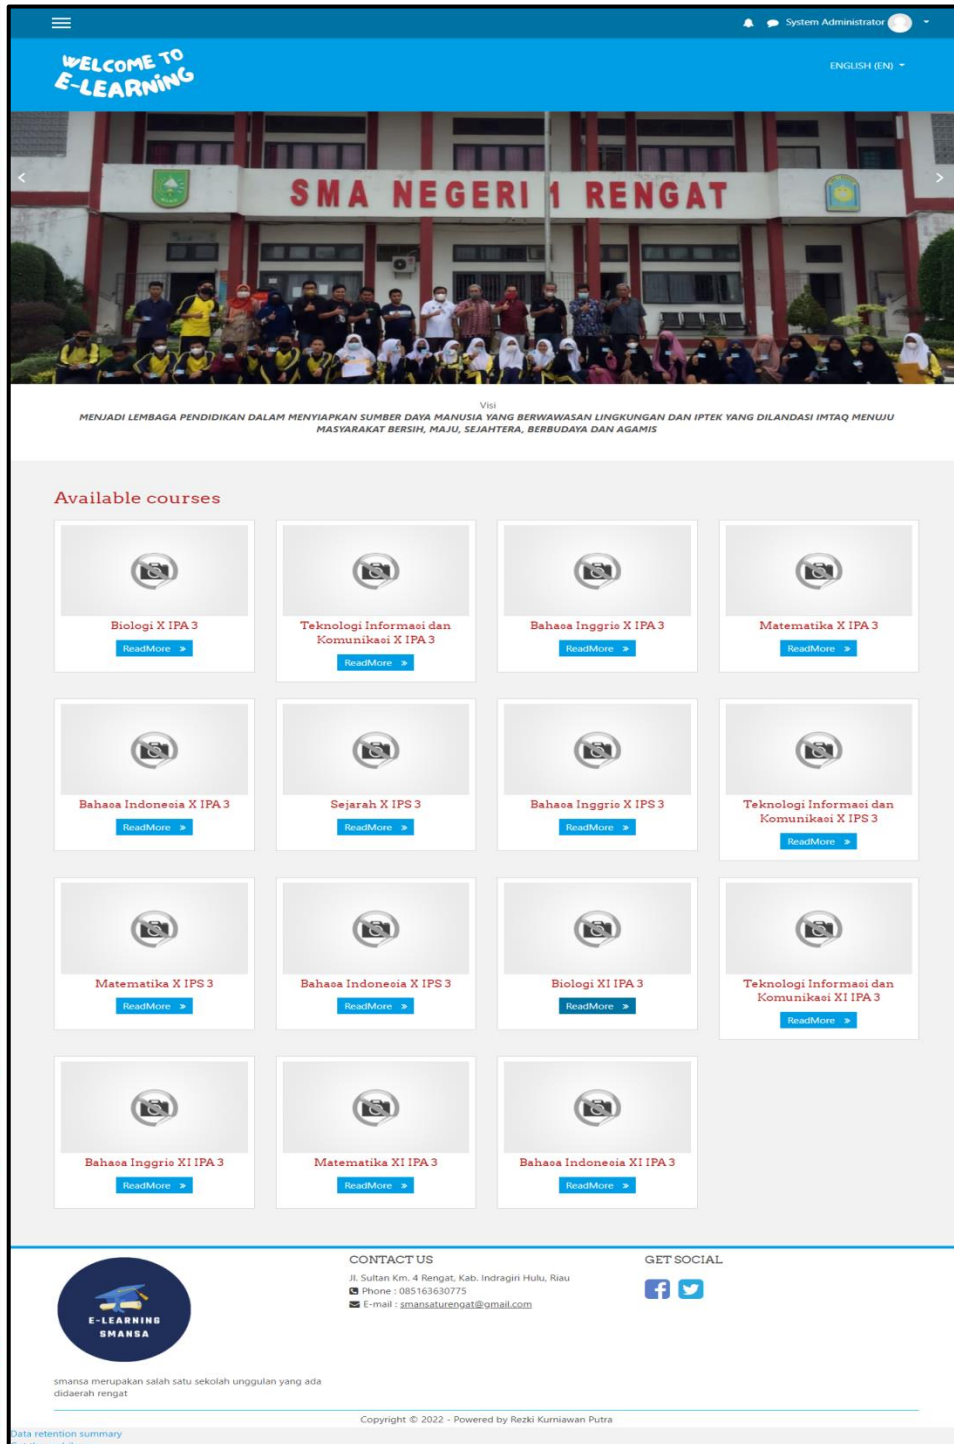 System Administrator
WELCOME TO
E-LEARNING
ENGLISH (EN)
SMA NEGERI 1 RENGAT
Visi
MENJADI LEMBAGA PENDIDIKAN DALAM MENYIAPKAN SUMBER DAYA MANUSIA YANG BERWAWASAN LINGKUNGAN DAN IPTEK YANG DILANDASI IMTAQ MENUJU
MASYARAKAT BERSIH, MAJU, SEJAHTERA, BERBUDAYA DAN AGAMIS
Available courses
Biologi X IPA 3
ReadMore »
Teknologi Informasi dan
Komunikasi X IPA 3
ReadMore »
Bahasa Inggris X IPA 3
ReadMore »
Matematika X IPA 3
ReadMore »
Bahasa Indonesia X IPA 3
ReadMore »
Sejarah X IPS 3
ReadMore »
Bahasa Inggris X IPS 3
ReadMore »
Teknologi Informasi dan
Komunikasi X IPS 3
ReadMore »
Matematika X IPS 3
ReadMore »
Bahasa Indonesia X IPS 3
ReadMore »
Biologi XI IPA 3
ReadMore »
Teknologi Informasi dan
Komunikasi XI IPA 3
ReadMore »
Bahasa Inggris XI IPA 3
ReadMore »
Matematika XI IPA 3
ReadMore »
Bahasa Indonesia XI IPA 3
ReadMore »
E-LEARNING
SMANSA
smansa merupakan salah satu sekolah unggulan yang ada
didaerah rengat
CONTACT US
Jl. Sultan Km. 4 Rengat, Kab. Indragiri Hulu, Riau
Phone : 085163630775
E-mail : smansaturengat@gmail.com
GET SOCIAL
Copyright © 2022 - Powered by Rezki Kurniawan Putra
Data retention summary